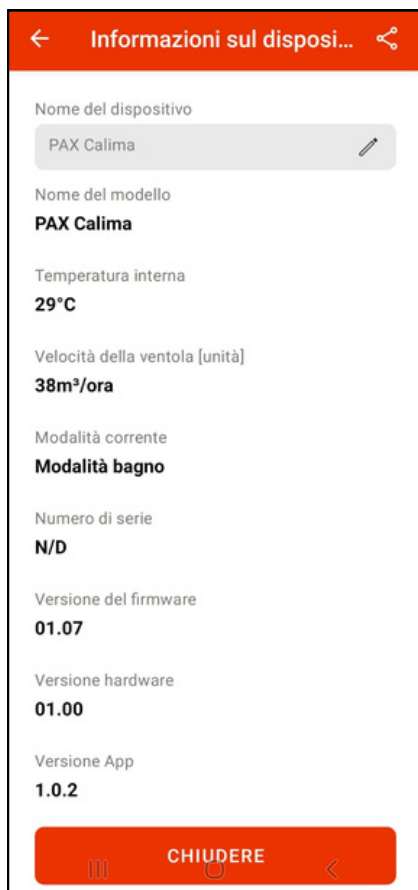 Informazioni sul disposi...
Nome del dispositivo
PAX Calima
Nome del modello
PAX Calima
Temperatura interna
29°C
Velocità della ventola [unità]
38m³/ora
Modalità corrente
Modalità bagno
Numero di serie
N/D
Versione del firmware
01.07
Versione hardware
01.00
Versione App
1.0.2
CHIUDERE